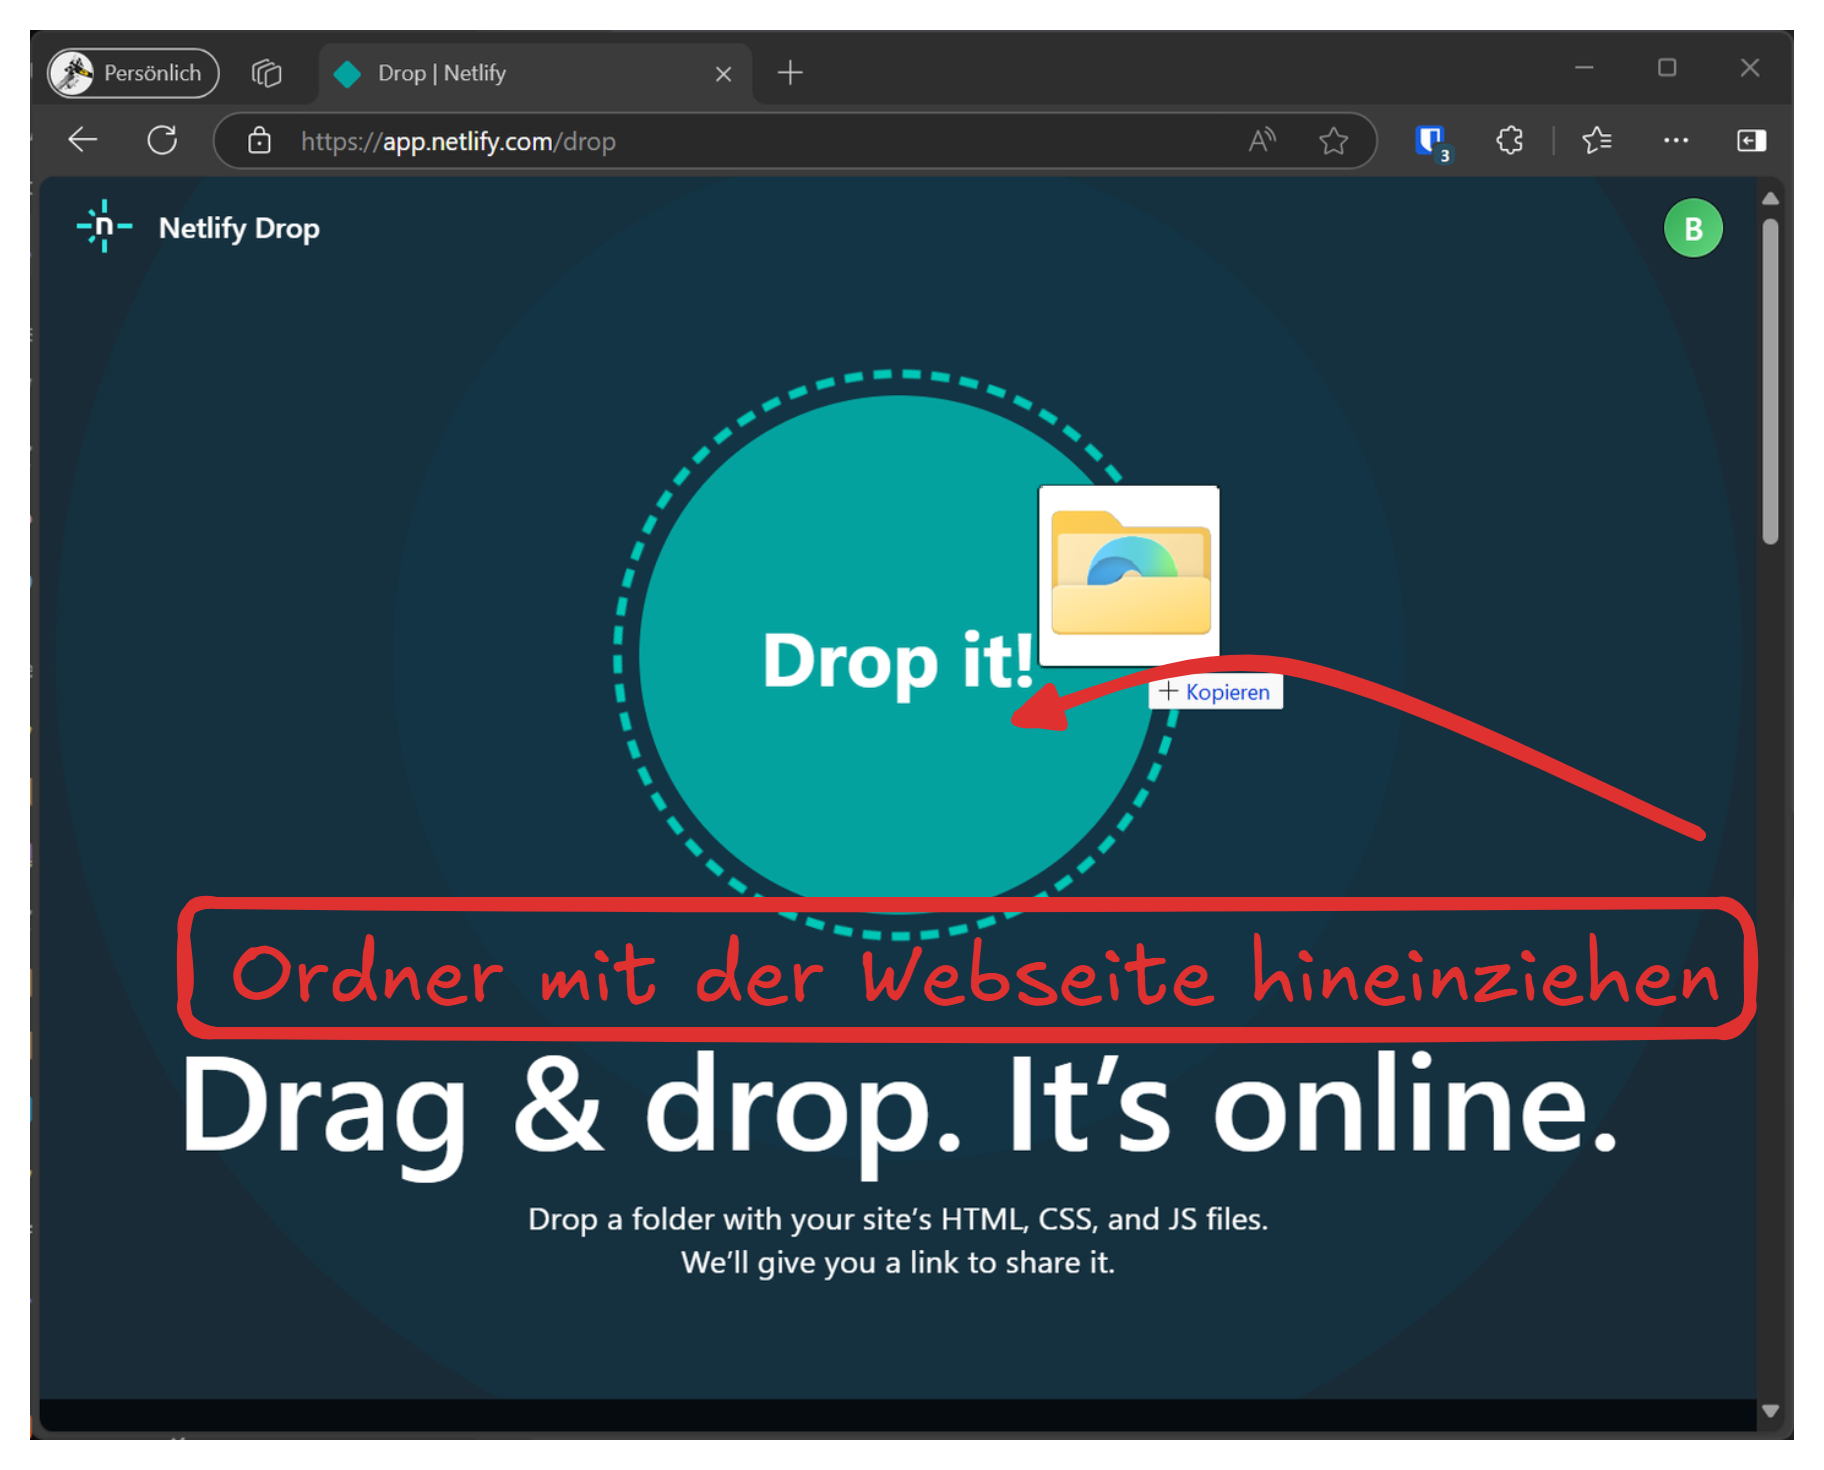 Persönlich
Drop | Netlify
https://app.netlify.com/drop
3
n
Netlify Drop
B
Drop it!
+ Kopieren
Ordner mit der Webseite hineinziehen
Drag & drop. It’s online.
Drop a folder with your site’s HTML, CSS, and JS files.
We’ll give you a link to share it.